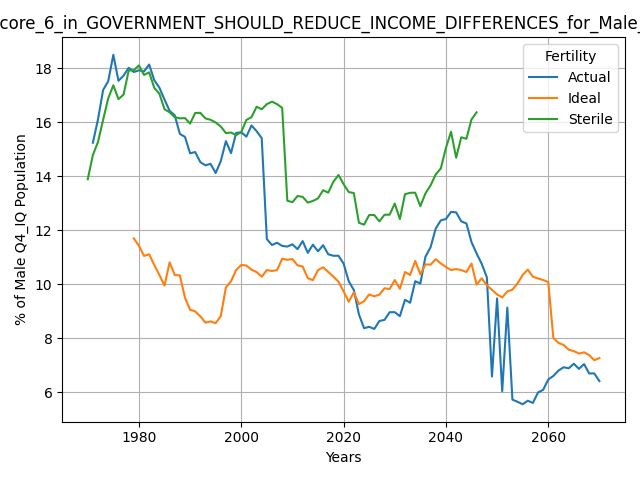 core_6_in_GOVERNMENT_SHOULD_REDUCE_INCOME_DIFFERENCES_for_Male_
Fertility
Actual
Ideal
Sterile
% of Male Q4_IQ Population
18
16
14
12
10
8
6
1980
2000
2020
2040
2060
Years